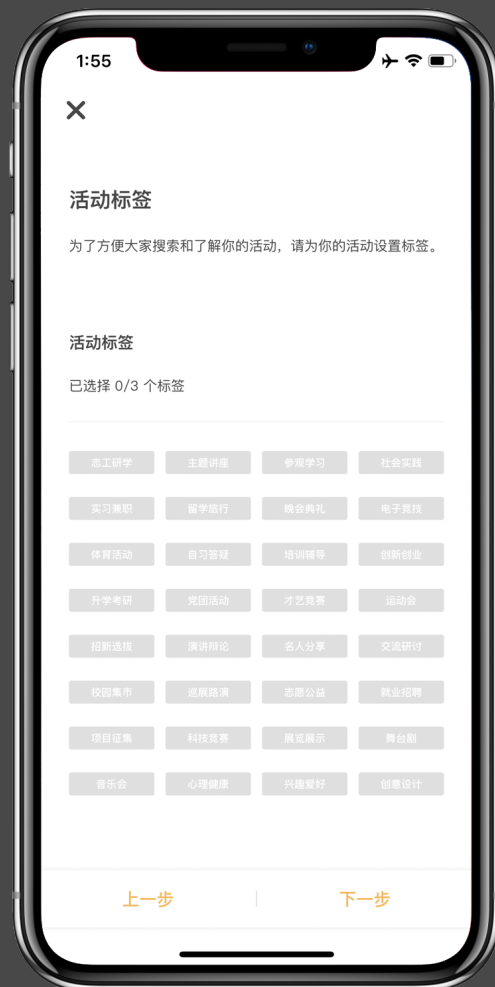 1:55
活动标签
为了方便大家搜索和了解你的活动，请为你的活动设置标签。
活动标签
已选择 0/3 个标签
志工研学 主题讲座 参观学习 社会实践
实习兼职 留学旅行 晚会典礼 电子竞技
体育活动 自习答疑 培训辅导 创新创业
升学考研 党团活动 才艺竞赛 运动会
招新选拔 演讲辩论 名人分享 交流研讨
校园集市 巡展路演 志愿公益 就业招聘
项目征集 科技竞赛 展览展示 舞台剧
音乐会 心理健康 兴趣爱好 创意设计
上一步 下一步